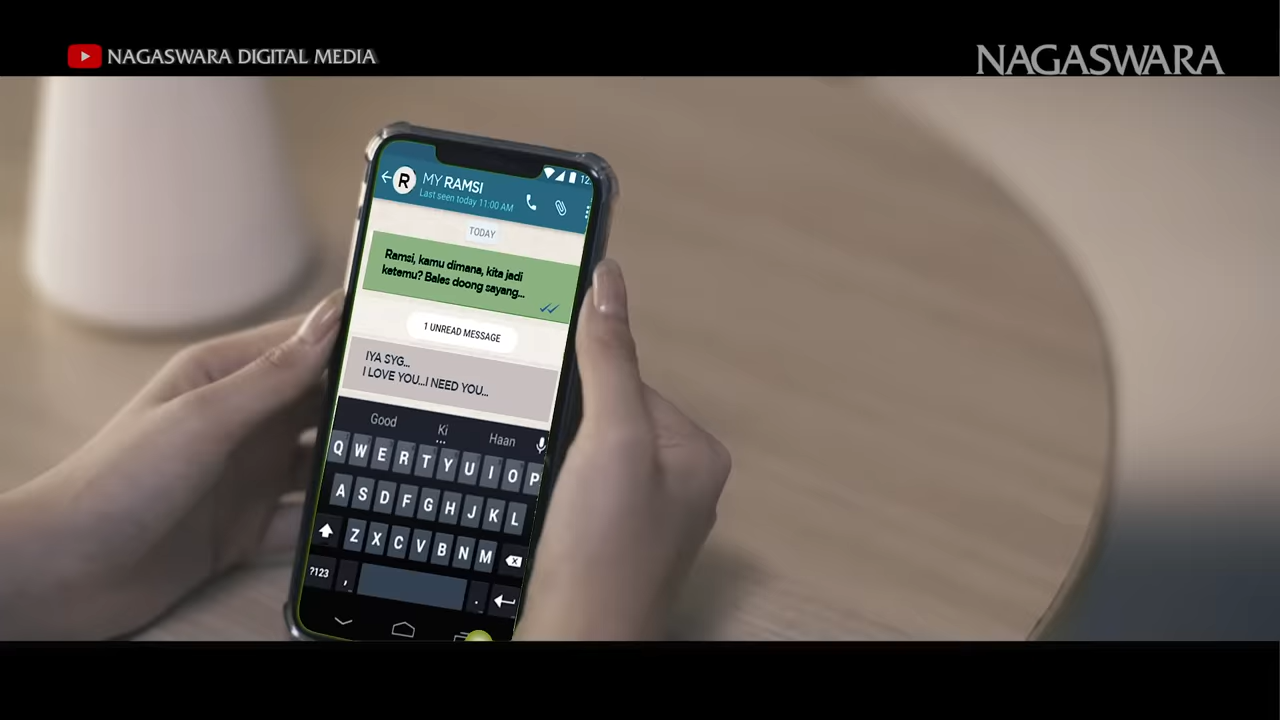 NAGASWARA DIGITAL MEDIA
NAGASWARA
12:
MY RAMSI
Last seen today 11:00 AM
R
TODAY
Ramsi, kamu dimana, kita jadi
ketemu? Bales doong sayang...
1 UNREAD MESSAGE
IYA SYG...
I LOVE YOU...I NEED YOU...
Good Ki Haan
Q W E R T Y U I O P
A S D F G H J K L
Z X C V B N M
?123 , .